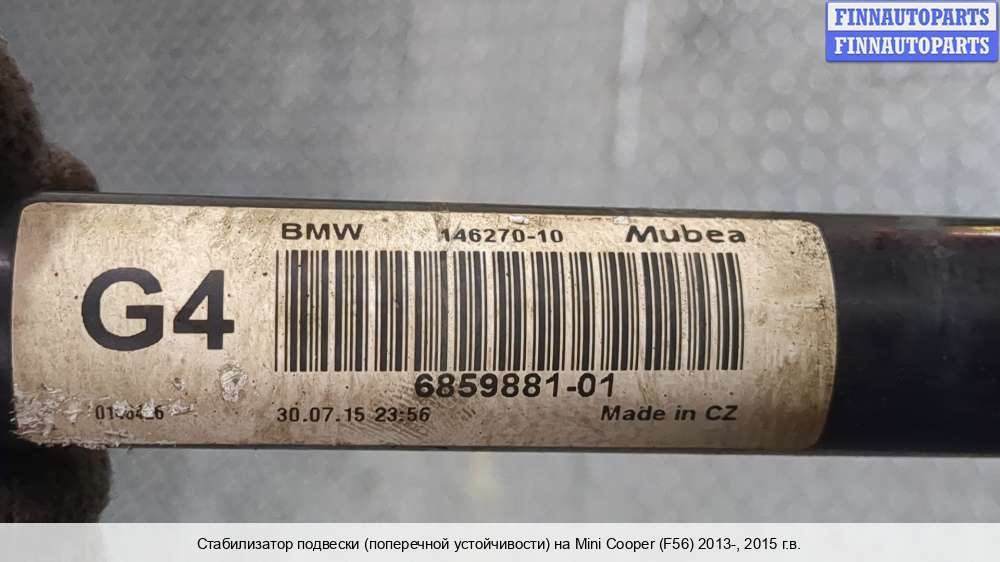 FINNAUTOPARTS
FINNAUTOPARTS
BMW 146270-10 Mubea
G4
6859881-01
30.07.15 23:56 Made in CZ
Стабилизатор подвески (поперечной устойчивости) на Mini Cooper (F56) 2013-, 2015 г.в.